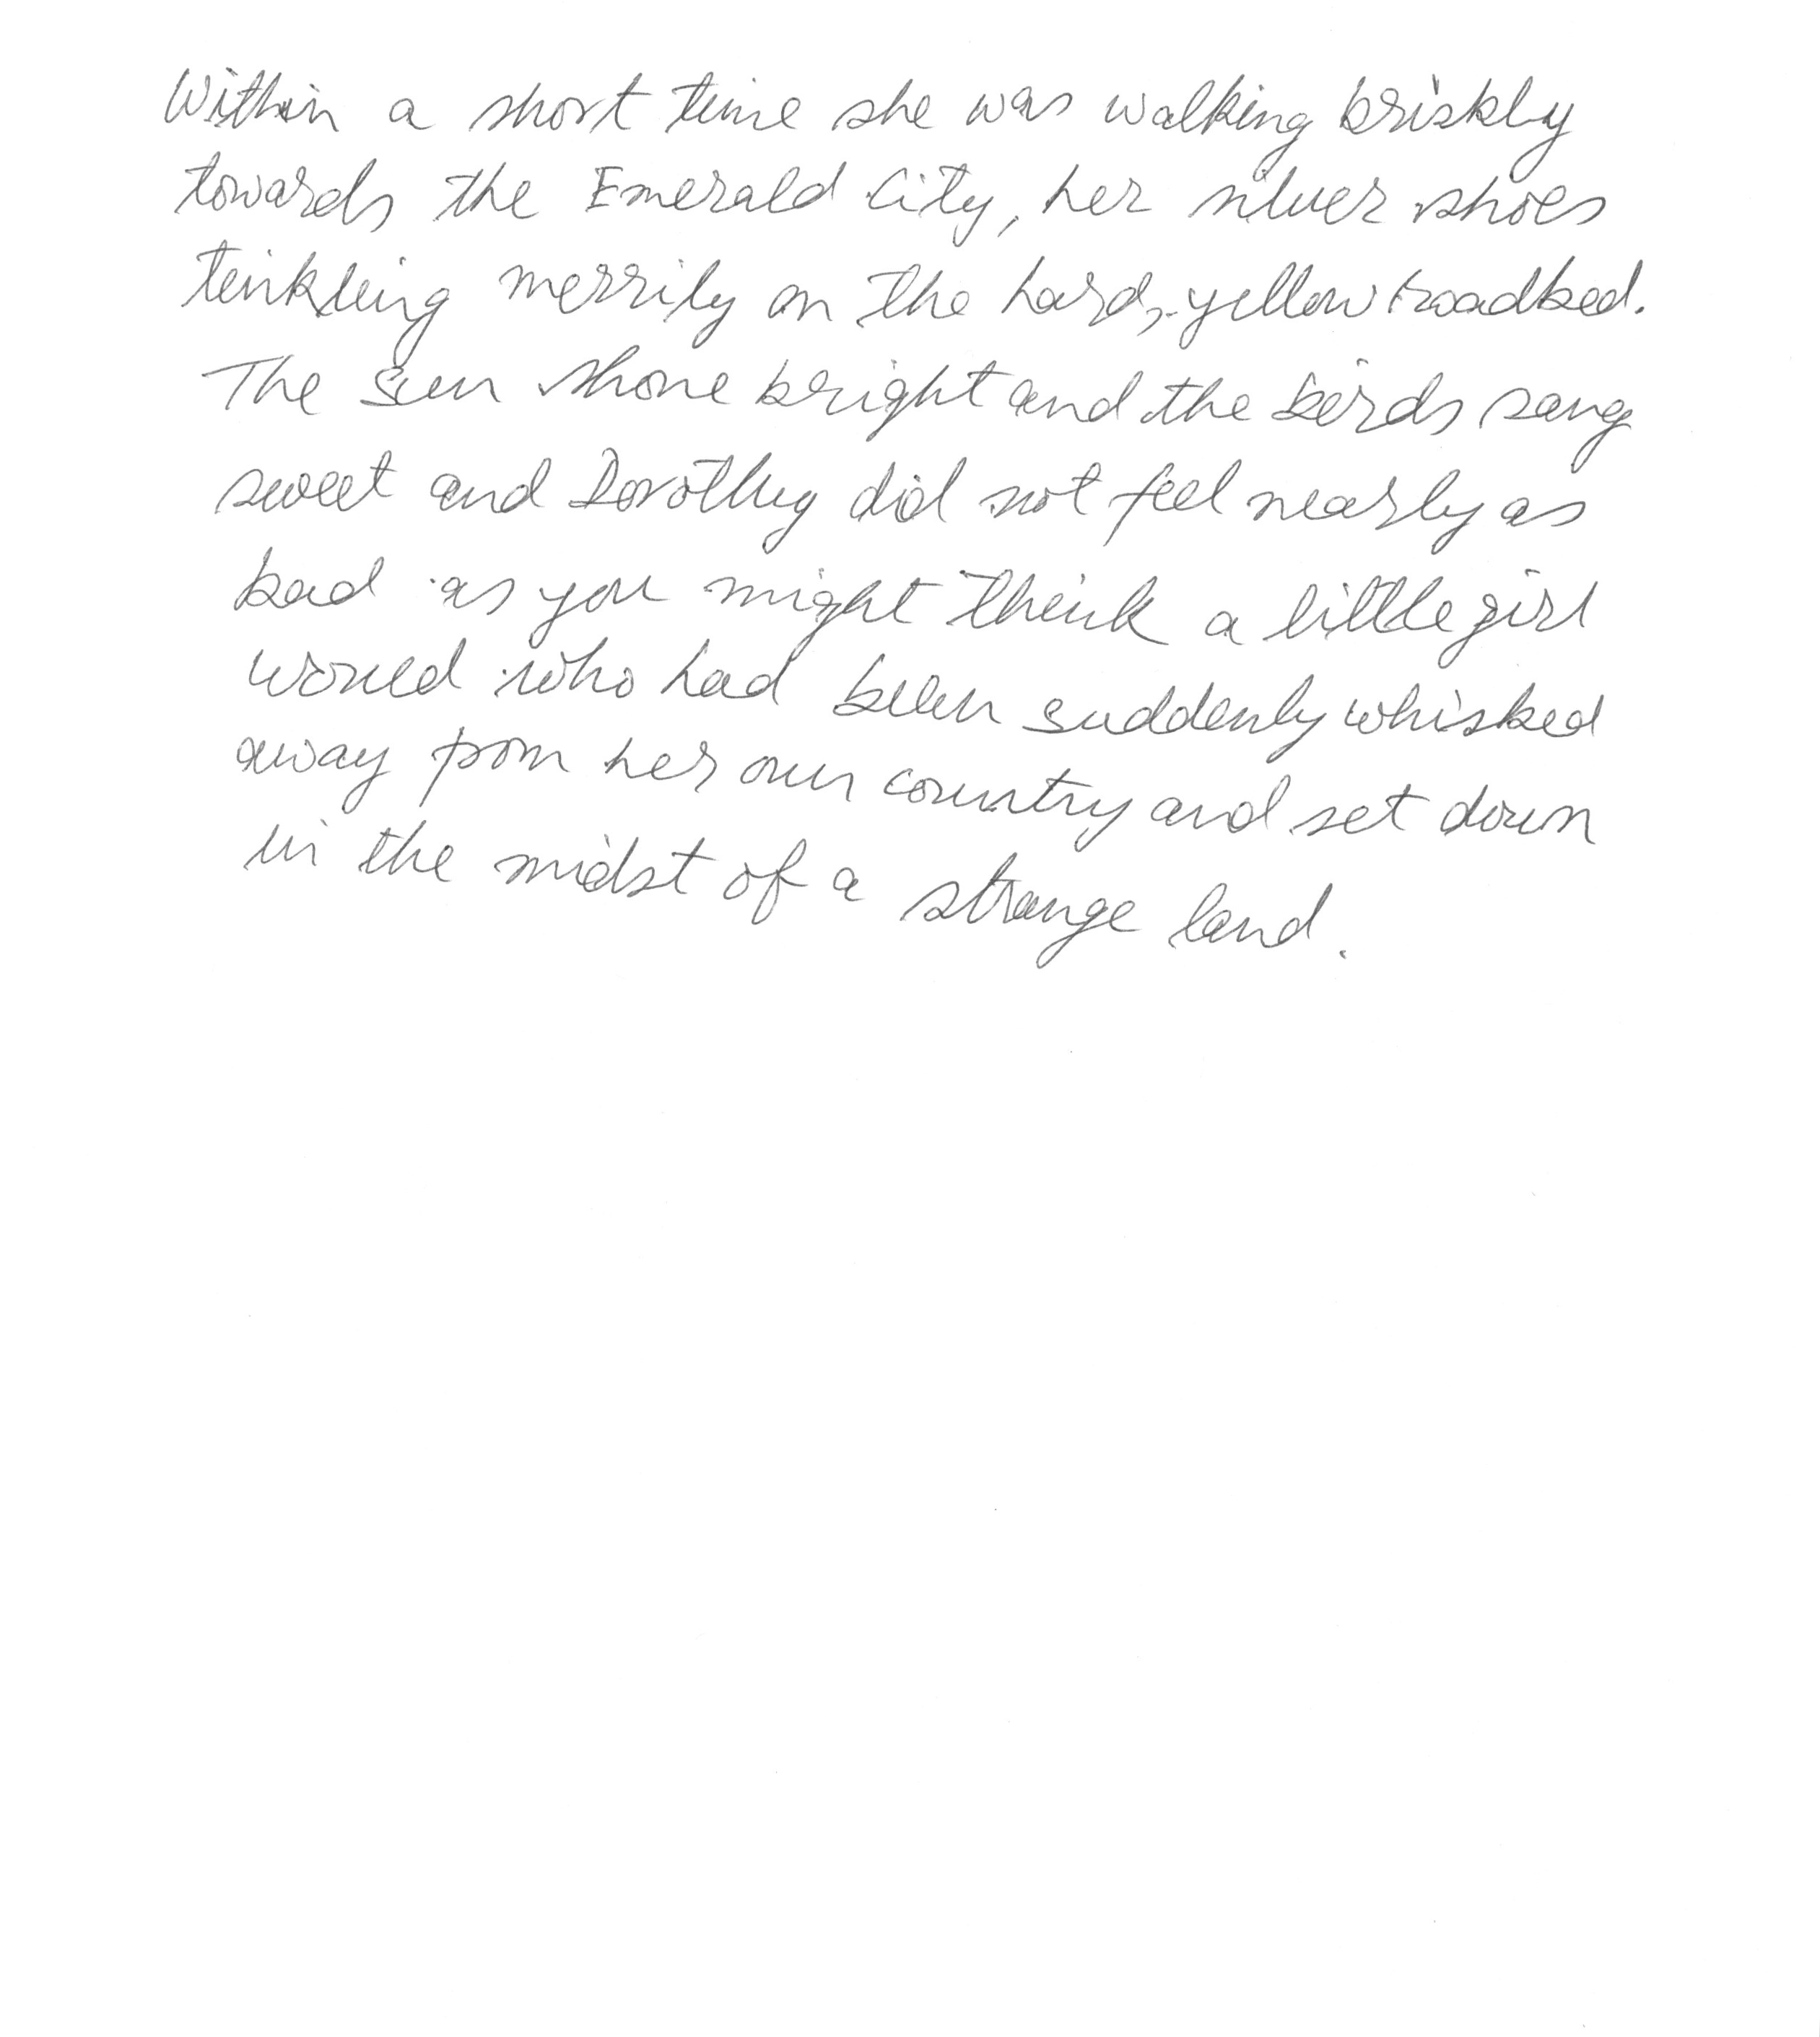 Within a short time she was walking briskly
towards the Emerald City, her silver shoes
tinkling merrily on the hard, yellow roadbed.
The sun shone bright and the birds sang
sweet and Dorothy did not feel nearly as
bad as you might think a little girl
would who had been suddenly whisked
away from her own country and set down
in the midst of a strange land.